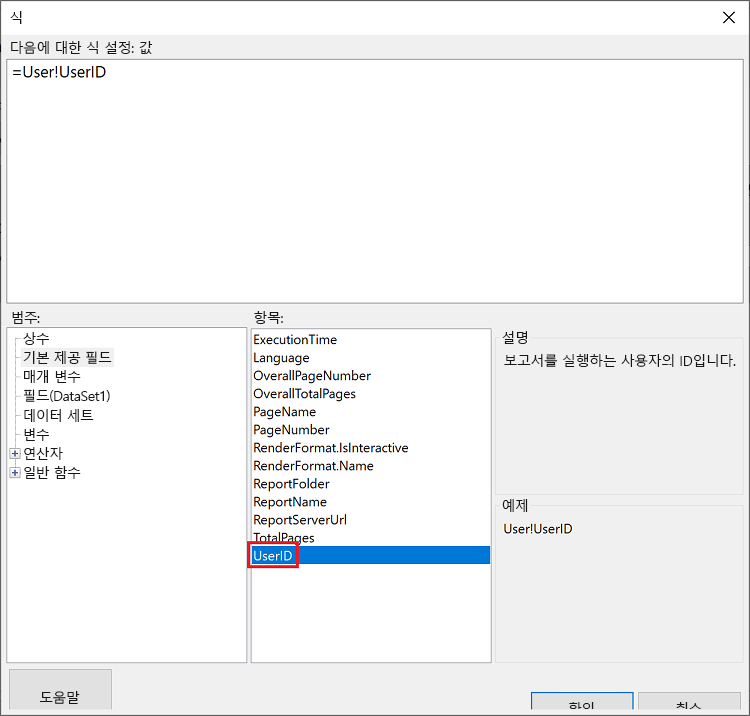 식
다음에 대한 식 설정: 값
=User!UserID
범주:
상수
기본 제공 필드
매개 변수
필드(DataSet1)
데이터 세트
변수
연산자
일반 함수
항목:
ExecutionTime
Language
OverallPageNumber
OverallTotalPages
PageName
PageNumber
RenderFormat.IsInteractive
RenderFormat.Name
ReportFolder
ReportName
ReportServerUrl
TotalPages
UserID
설명
보고서를 실행하는 사용자의 ID입니다.
예제
User!UserID
도움말
확인
취소